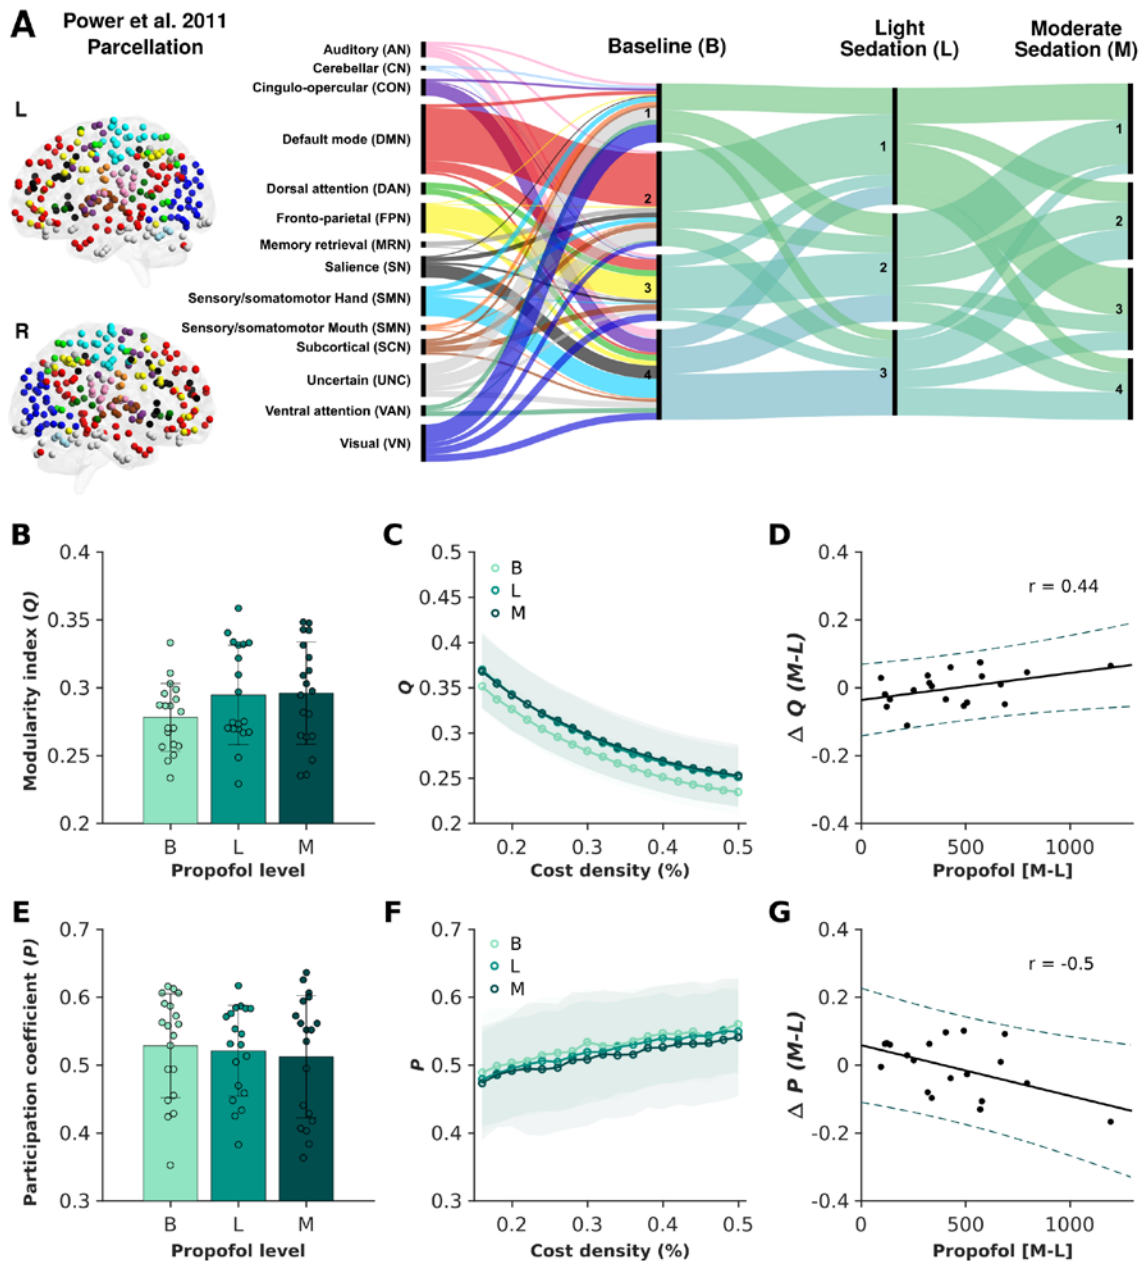 A
Power et al. 2011
Parcellation
L
R
Auditory (AN)
Cerebellar (CN)
Cingulo-opercular (CON)
Default mode (DMN)
Dorsal attention (DAN)
Fronto-parietal (FPN)
Memory retrieval (MRN)
Salience (SN)
Sensory/somatomotor Hand (SMN)
Sensory/somatomotor Mouth (SMN)
Subcortical (SCN)
Uncertain (UNC)
Ventral attention (VAN)
Visual (VN)
Baseline (B)
1
2
3
4
Light
Sedation (L)
1
2
3
Moderate
Sedation (M)
1
2
3
4
B
Modularity index (Q)
0.4
0.35
0.3
0.25
0.2
B L M
Propofol level
C
Q
0.5
0.45
0.4
0.35
0.3
0.25
0.2
B
L
M
0.2 0.3 0.4 0.5
Cost density (%)
D
Δ Q (M-L)
0.4
0.2
0
-0.2
-0.4
r = 0.44
0 500 1000
Propofol [M-L]
E
Participation coefficient (P)
0.7
0.6
0.5
0.4
0.3
B L M
Propofol level
F
P
0.7
0.6
0.5
0.4
0.3
B
L
M
0.2 0.3 0.4 0.5
Cost density (%)
G
Δ P (M-L)
0.4
0.2
0
-0.2
-0.4
r = -0.5
0 500 1000
Propofol [M-L]